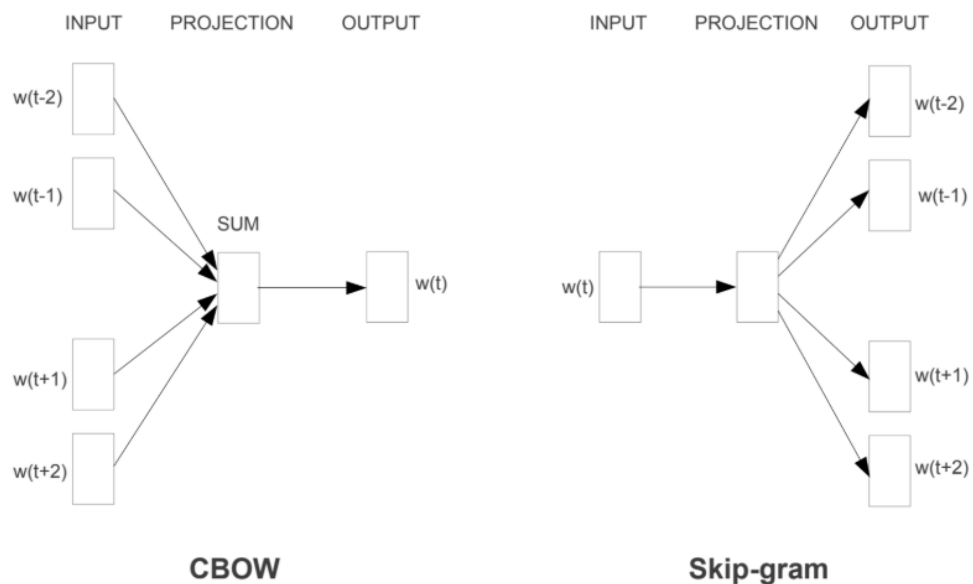 INPUT PROJECTION OUTPUT
w(t-2)
w(t-1)
SUM
w(t)
w(t+1)
w(t+2)
CBOW
INPUT PROJECTION OUTPUT
w(t-2)
w(t-1)
w(t)
w(t+1)
w(t+2)
Skip-gram